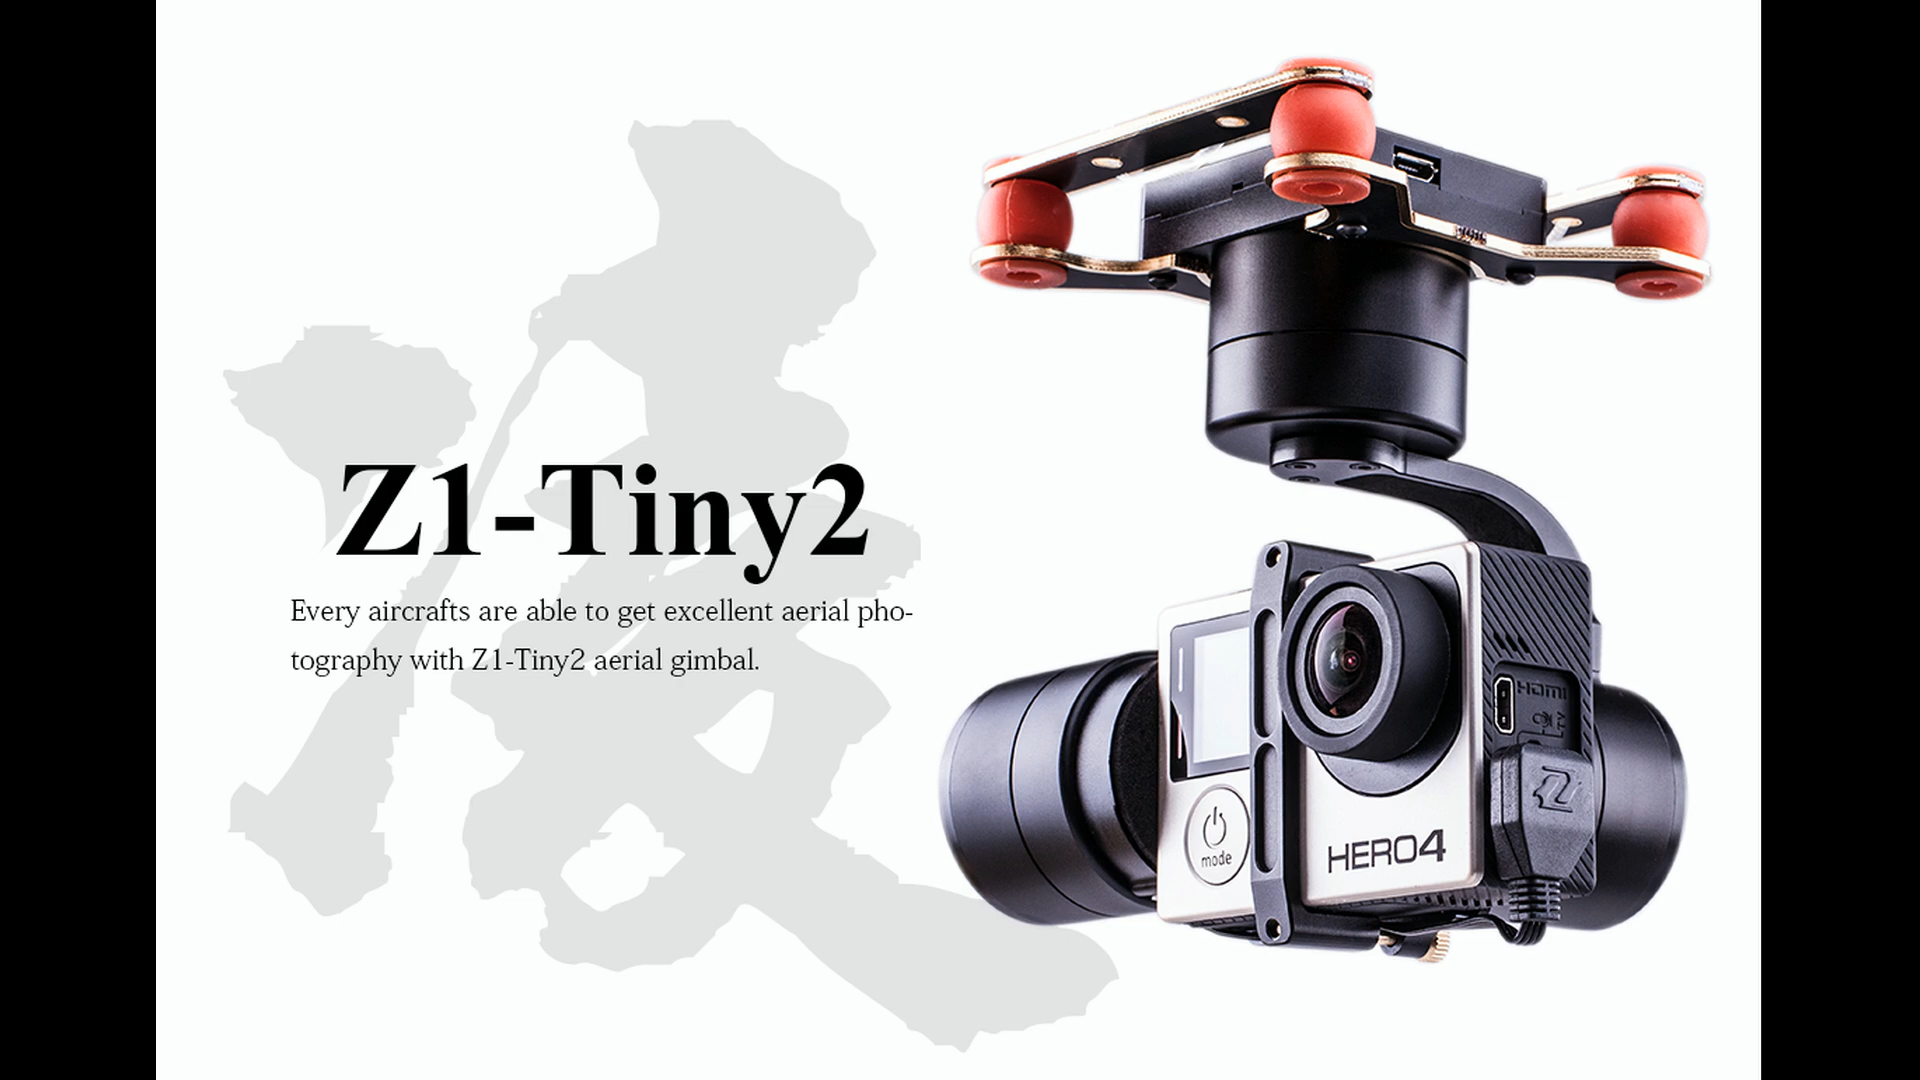 Z1-Tiny2
Every aircrafts are able to get excellent aerial pho-
tography with Z1-Tiny2 aerial gimbal.
HDMI
mode
HERO4